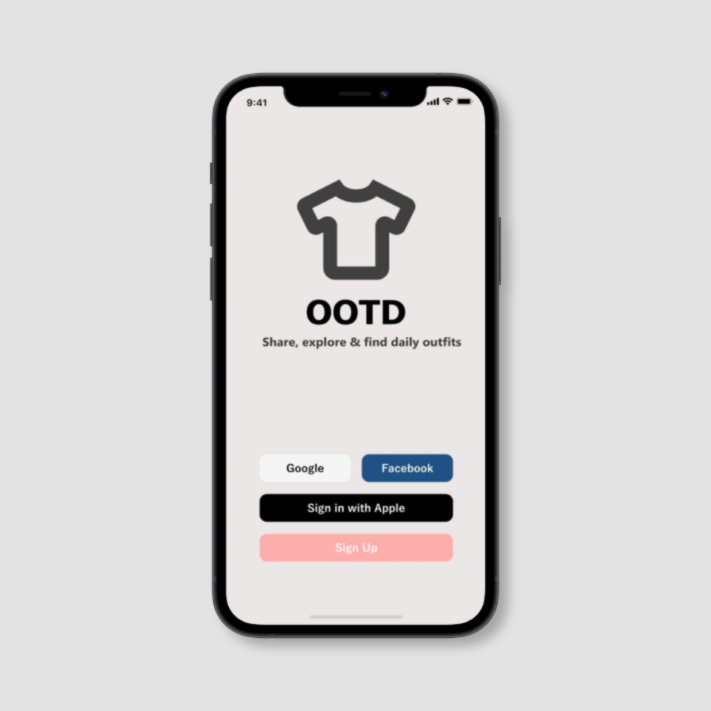 9:41
OOTD
Share, explore & find daily outfits
Google
Facebook
Sign in with Apple
Sign Up